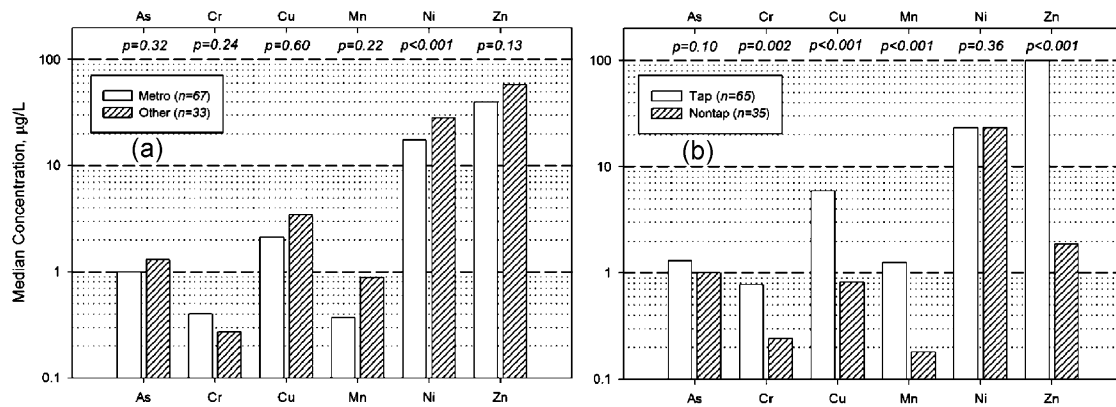 As Cr Cu Mn Ni Zn
p=0.32 p=0.24 p=0.60 p=0.22 p<0.001 p=0.13
100
Metro (n=67)
Other (n=33)
(a)
10
1
0.1
Median Concentration, µg/L
As Cr Cu Mn Ni Zn
As Cr Cu Mn Ni Zn
p=0.10 p=0.002 p<0.001 p<0.001 p=0.36 p<0.001
100
Tap (n=65)
Nontap (n=35)
(b)
10
1
0.1
As Cr Cu Mn Ni Zn